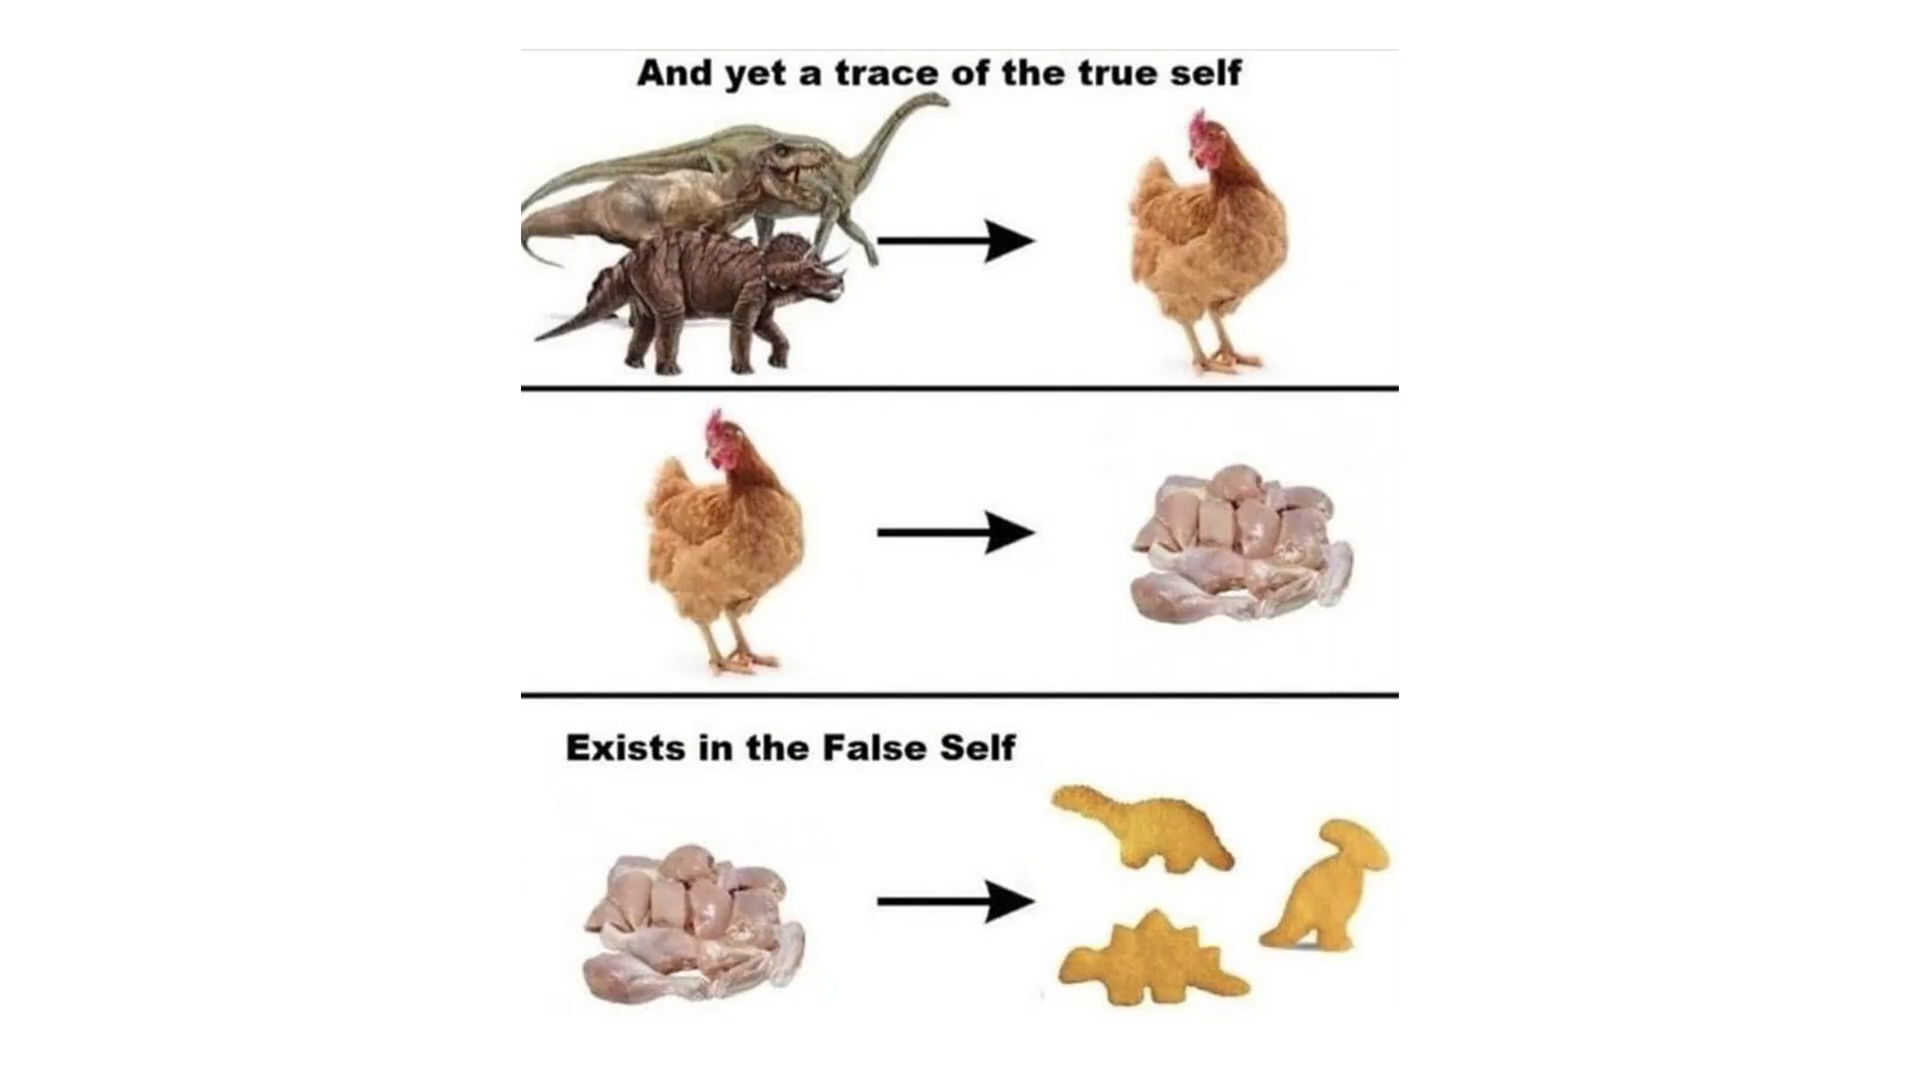 And yet a trace of the true self
Exists in the False Self